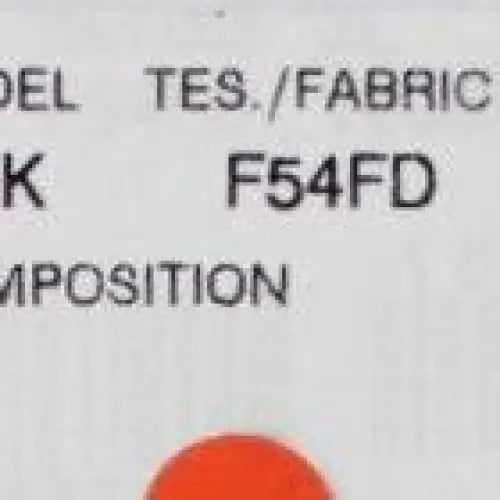 DEL TES./FABRIC
K F54FD
MPOSITION